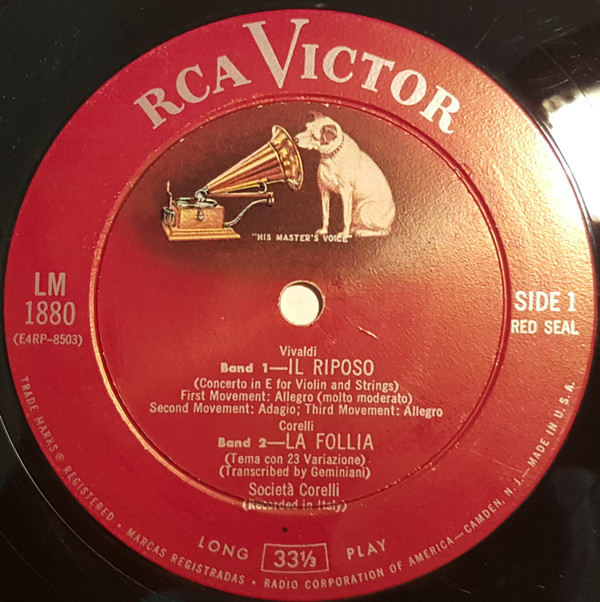 RCA VICTOR
"HIS MASTER'S VOICE"
LM
1880
(E4RP-8503)
SIDE 1
RED SEAL
Vivaldi
Band 1—IL RIPOSO
(Concerto in E for Violin and Strings)
First Movement: Allegro (molto moderato)
Second Movement: Adagio; Third Movement: Allegro
Corelli
Band 2—LA FOLLIA
(Tema con 23 Variazione)
(Transcribed by Geminiani)
Società Corelli
(Recorded in Italy)
LONG 33⅓ PLAY
TRADE MARKS ® REGISTERED • MARCAS REGISTRADAS • RADIO CORPORATION OF AMERICA—CAMDEN, N.J.—MADE IN U.S.A.